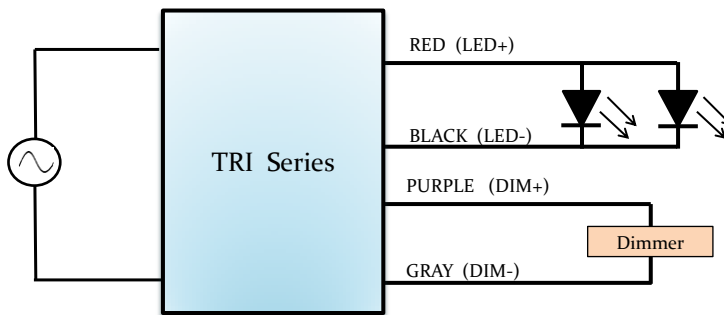 RED (LED+)
BLACK (LED-)
TRI Series
PURPLE (DIM+)
Dimmer
GRAY (DIM-)